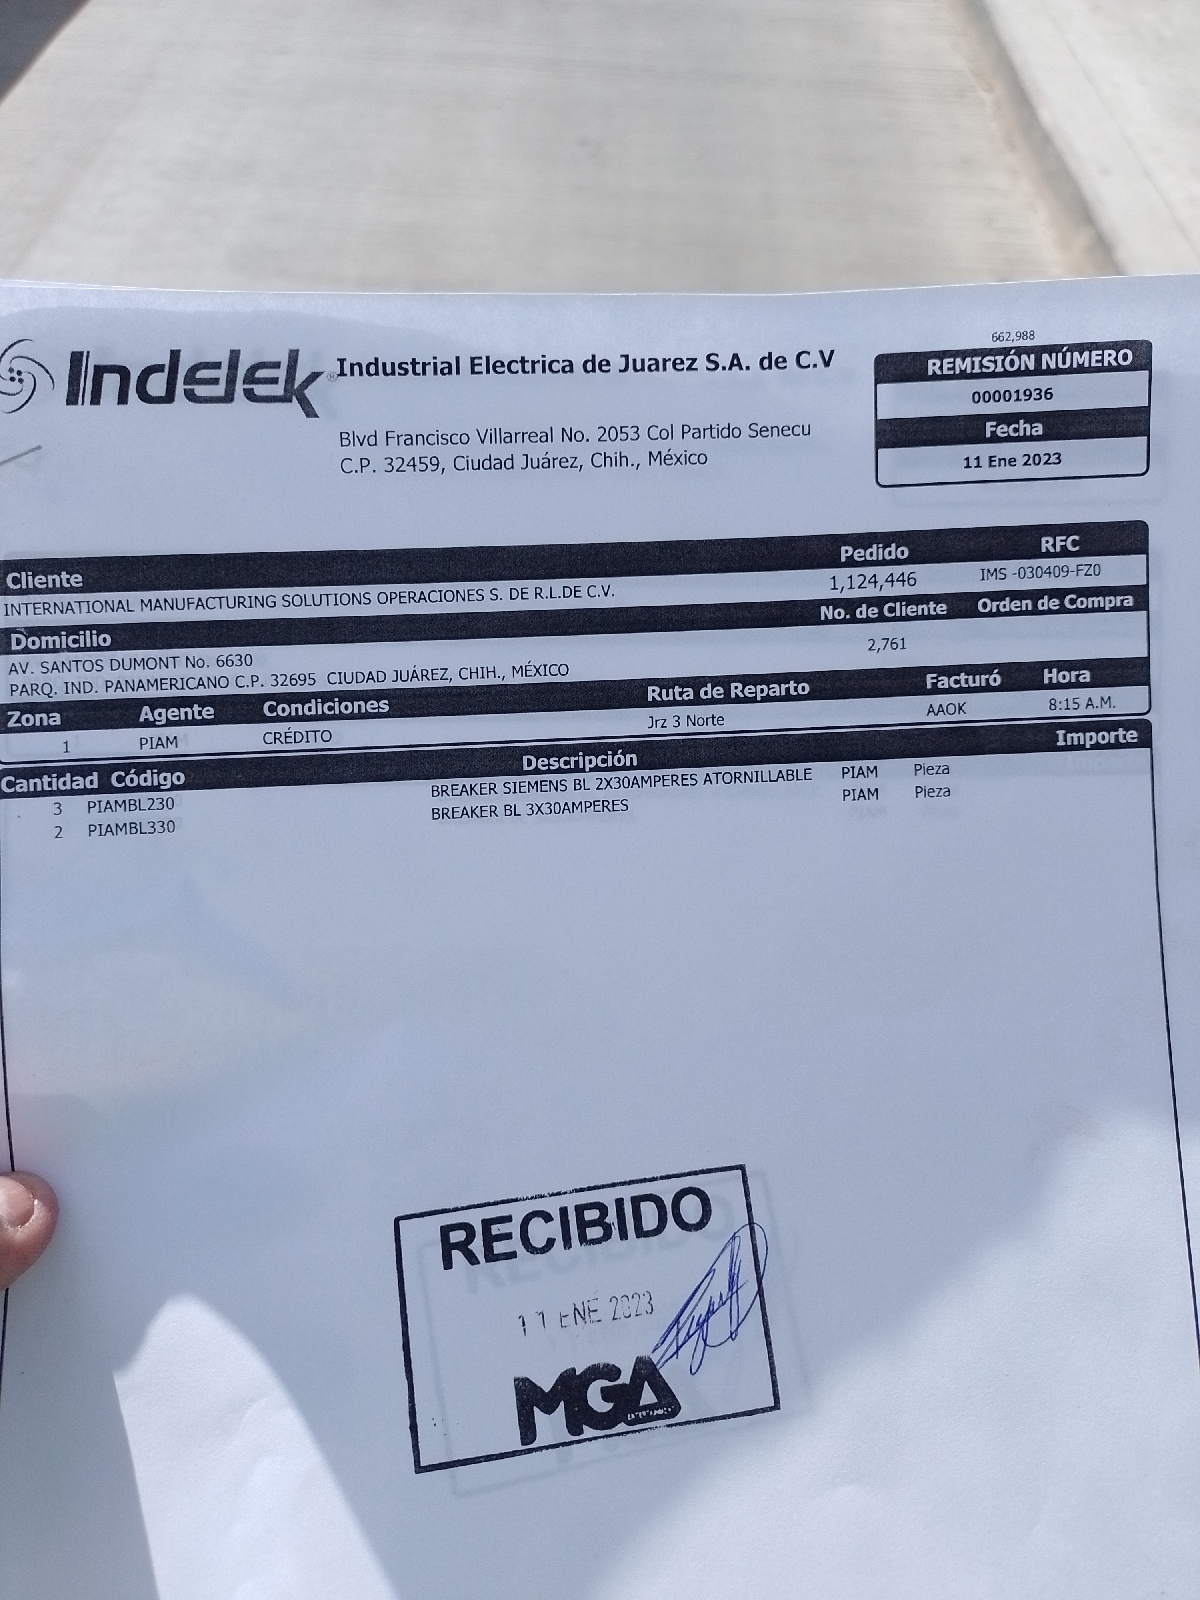 662,988
Indelek® Industrial Electrica de Juarez S.A. de C.V
REMISIÓN NÚMERO
00001936
Blvd Francisco Villarreal No. 2053 Col Partido Senecu
C.P. 32459, Ciudad Juárez, Chih., México
Fecha
11 Ene 2023
Cliente Pedido RFC
INTERNATIONAL MANUFACTURING SOLUTIONS OPERACIONES S. DE R.L.DE C.V. 1,124,446 IMS -030409-FZ0
Domicilio No. de Cliente Orden de Compra
AV. SANTOS DUMONT No. 6630 2,761
PARQ. IND. PANAMERICANO C.P. 32695 CIUDAD JUÁREZ, CHIH., MÉXICO
Zona Agente Condiciones Ruta de Reparto Facturó Hora
1 PIAM CRÉDITO Jrz 3 Norte AAOK 8:15 A.M.
Cantidad Código Descripción Importe
3 PIAMBL230 BREAKER SIEMENS BL 2X30AMPERES ATORNILLABLE PIAM Pieza
2 PIAMBL330 BREAKER BL 3X30AMPERES PIAM Pieza
RECIBIDO
11 ENE 2023
MGA